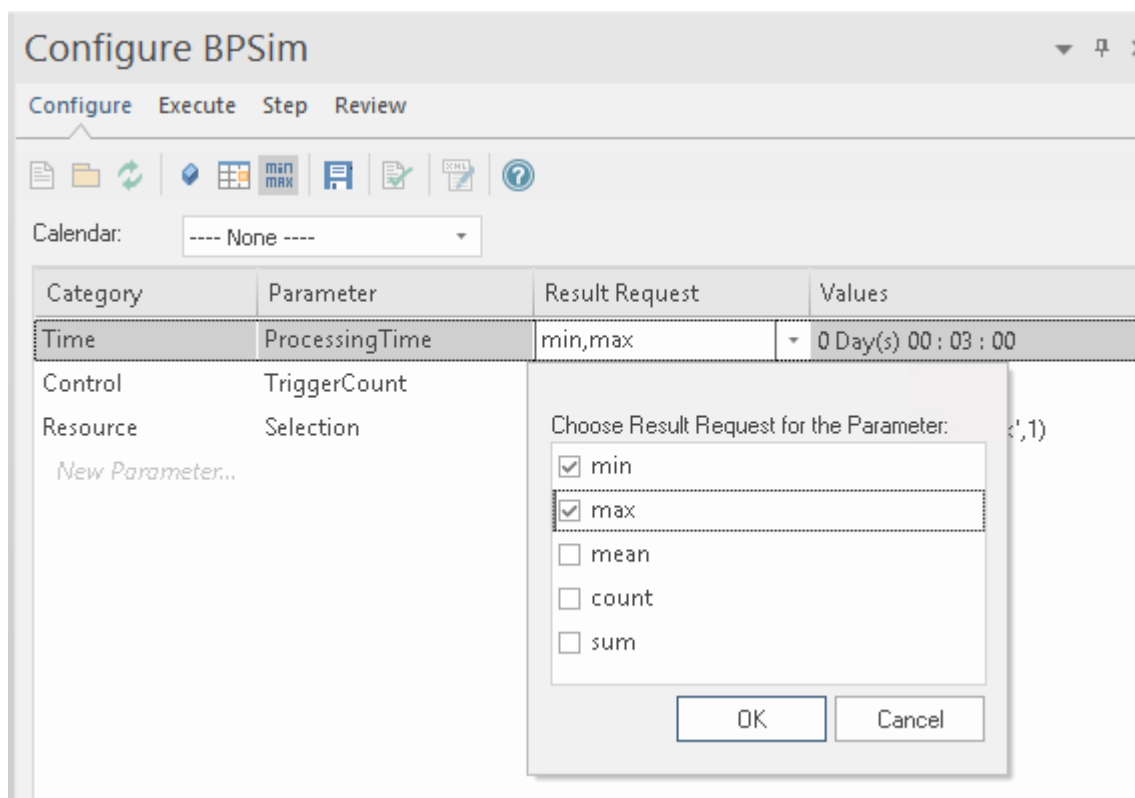 Configure BPSim
Configure Execute Step Review
min
max
XML
?
Calendar: ---- None ----
Category Parameter Result Request Values
Time ProcessingTime min,max 0 Day(s) 00 : 03 : 00
Control TriggerCount
Resource Selection ',1)
New Parameter...
Choose Result Request for the Parameter:
min
max
mean
count
sum
OK Cancel